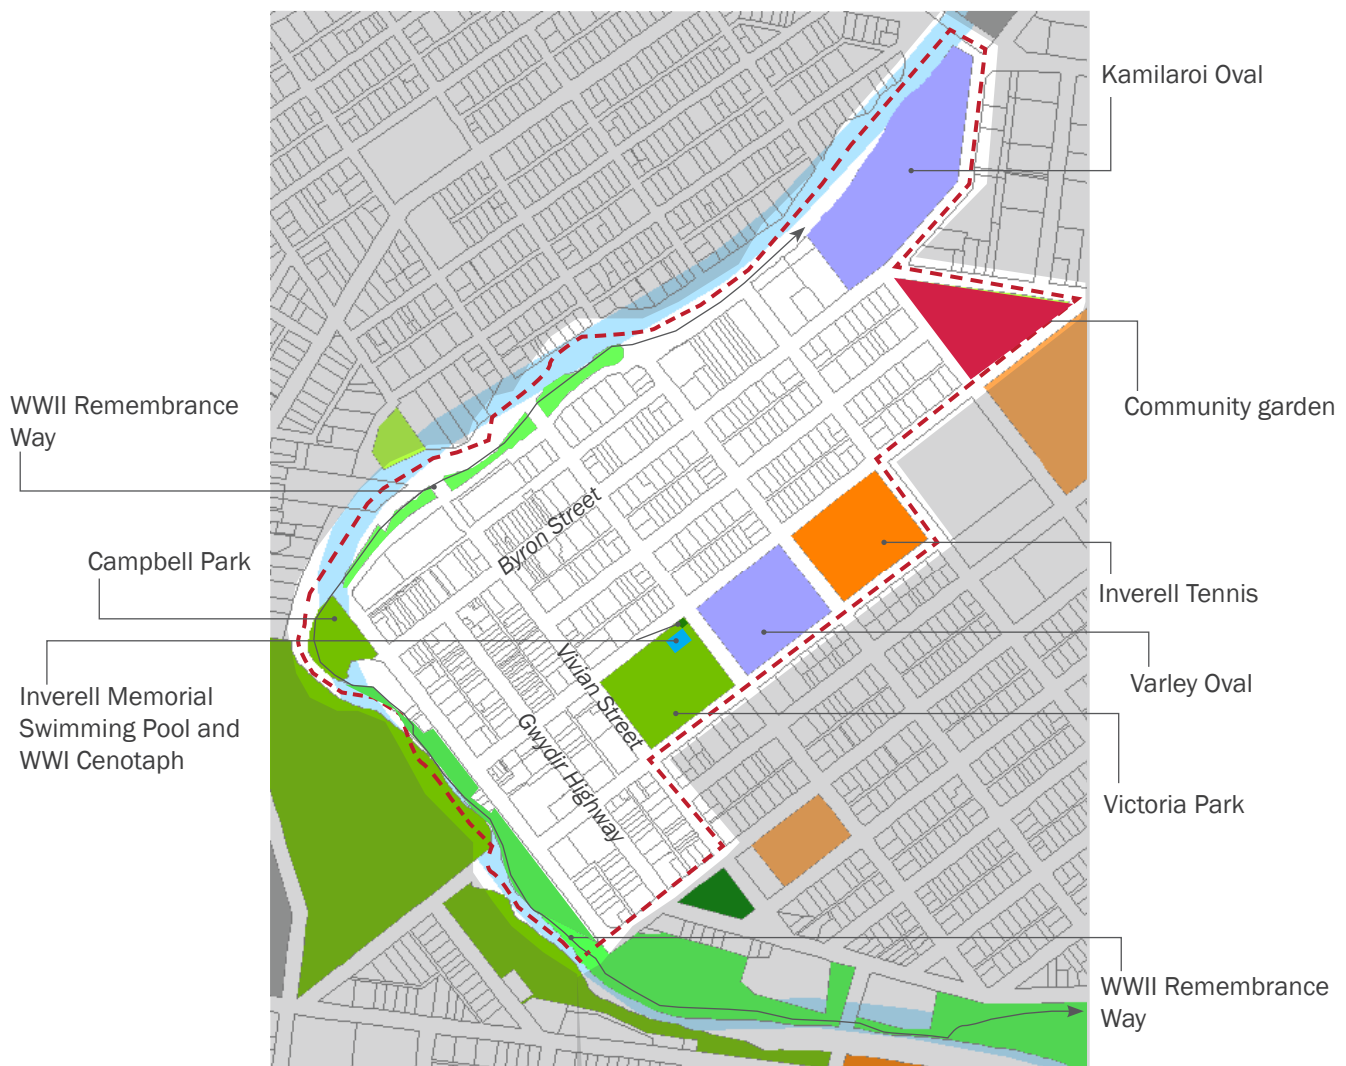 Kamilaroi Oval
WWII Remembrance
Way
Community garden
Byron Street
Campbell Park
Inverell Tennis
Vivian Street
Varley Oval
Inverell Memorial
Swimming Pool and
WWI Cenotaph
Gwydir Highway
Victoria Park
WWII Remembrance
Way